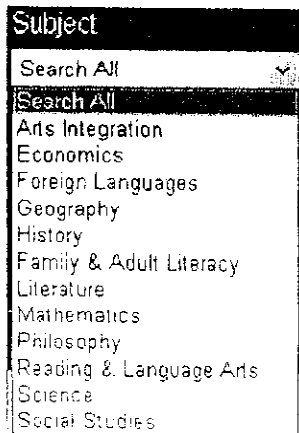 Subject
Search All
Search All
Arts Integration
Economics
Foreign Languages
Geography
History
Family & Adult Literacy
Literature
Mathematics
Philosophy
Reading & Language Arts
Science
Social Studies